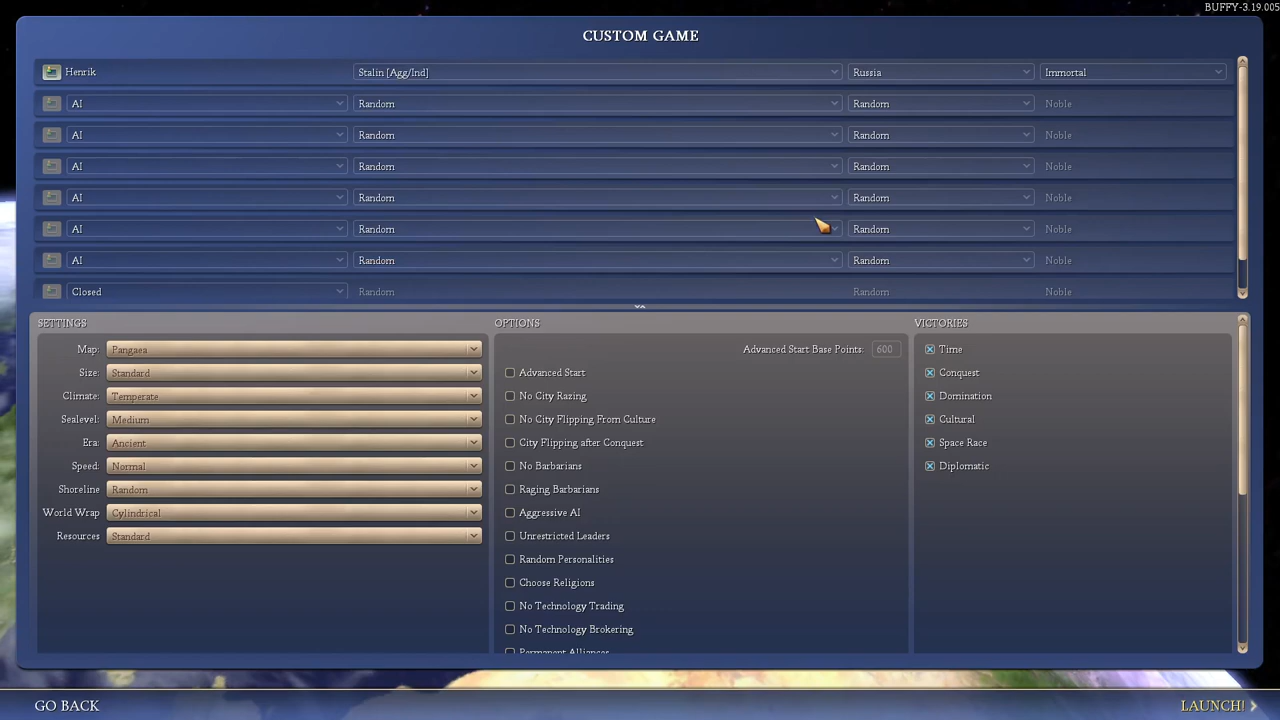 BUFFY-3.19.005
CUSTOM GAME
Henrik Stalin [Agg/Ind] Russia Immortal
AI Random Random Noble
AI Random Random Noble
AI Random Random Noble
AI Random Random Noble
AI Random Random Noble
AI Random Random Noble
Closed Random Random Noble
SETTINGS
Map: Pangaea
Size: Standard
Climate: Temperate
Sealevel: Medium
Era: Ancient
Speed: Normal
Shoreline Random
World Wrap Cylindrical
Resources Standard
OPTIONS
Advanced Start Base Points: 600
Advanced Start
No City Razing
No City Flipping From Culture
City Flipping after Conquest
No Barbarians
Raging Barbarians
Aggressive AI
Unrestricted Leaders
Random Personalities
Choose Religions
No Technology Trading
No Technology Brokering
Permanent Alliances
VICTORIES
Time
Conquest
Domination
Cultural
Space Race
Diplomatic
GO BACK
LAUNCH!